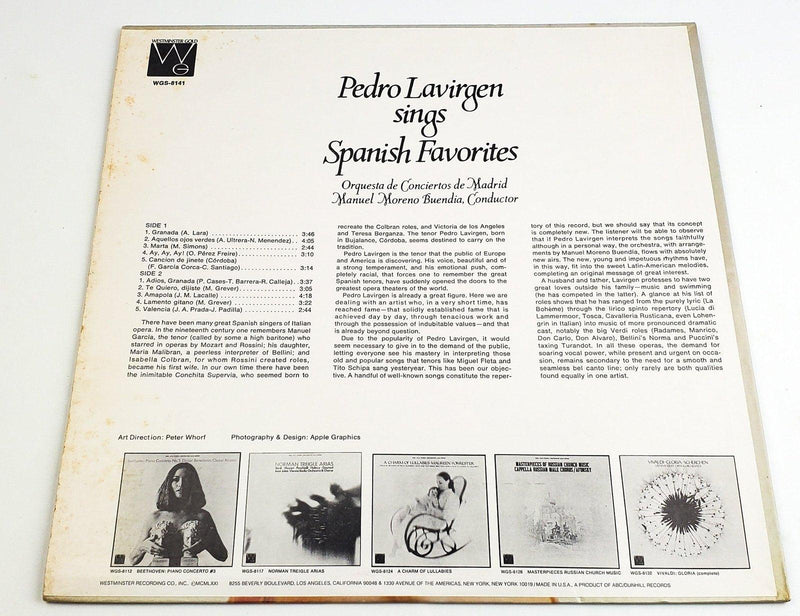 WESTMINSTER GOLD
WG
WGS-8141
Pedro Lavirgen
sings
Spanish Favorites
Orquesta de Conciertos de Madrid
Manuel Moreno Buendia, Conductor
SIDE 1
1. Granada (A. Lara) 3:46
2. Aquellos ojos verdes (A. Ultrera-N. Menendez) 4:05
3. Marta (M. Simons) 2:44
4. Ay, Ay, Ay! (O. Pérez Freire) 3:10
5. Cancion de jinete (Córdoba)
(F. Garcia Corca-C. Santiago) 3:14
SIDE 2
1. Adios, Granada (P. Cases-T. Barrera-R. Calleja) 3:37
2. Te Quiero, dijiste (M. Grever) 3:05
3. Amapola (J. M. Lacalle) 4:18
4. Lamento gitano (M. Grever) 3:22
5. Valencia (J. A. Prada-J. Padilla) 2:44
There have been many great Spanish singers of Italian
opera. In the nineteenth century one remembers Manuel
Garcia, the tenor (called by some a high baritone) who
starred in operas by Mozart and Rossini; his daughter,
Maria Malibran, a peerless interpreter of Bellini; and
Isabella Colbran, for whom Rossini created roles,
became his first wife. In our own time there have been
the inimitable Conchita Supervia, who seemed born to
recreate the Colbran roles, and Victoria de los Angeles
and Teresa Berganza. The tenor Pedro Lavirgen, born
in Bujalance, Córdoba, seems destined to carry on the
tradition.
Pedro Lavirgen is the tenor that the public of Europe
and America is discovering. His voice, beautiful and of
a strong temperament, and his emotional push, com-
pletely racial, that forces one to remember the great
Spanish tenors, have suddenly opened the doors to the
greatest theaters of the world.
Pedro Lavirgen is already a great figure. Here we are
dealing with an artist who, in a very short time, has
reached fame—that solidly established fame that is
achieved day by day, through tenacious work and
through the possession of indubitable values—and that
is already beyond question.
Due to the popularity of Pedro Lavirgen, it would
seem necessary to give in to the demand of the public,
letting everyone see his mastery in interpreting those
old and popular songs that tenors like Miguel Fleta and
Tito Schipa sang yesteryear. This has been our objec-
tive. A handful of well-known songs constitute the reper-
tory of this record, but we should say that its concept
is completely new. The listener will be able to observe
that if Pedro Lavirgen interprets the songs faithfully
although in a personal way, the orchestra, with arrange-
ments by Manuel Moreno Buendia, flows with absolutely
new airs. The new, young and impetuous rhythms have,
in this way, fit into the sweet Latin-American melodies,
completing an original message of great interest.
A husband and father, Lavirgen professes to have two
great loves outside his family—music and swimming
(he has competed in the latter). A glance at his list of
roles shows that he has ranged from the purely lyric (La
Bohème) through the lirico spinto repertory (Lucia di
Lammermoor, Tosca, Cavalleria Rusticana, even Lohen-
grin in Italian) into music of more pronounced dramatic
cast, notably the big Verdi roles (Radames, Manrico,
Don Carlo, Don Alvaro), Bellini's Norma and Puccini's
taxing Turandot. In all these operas, the demand for
soaring vocal power, while present and urgent on occa-
sion, remains secondary to the need for a smooth and
seamless bel canto line; only rarely are both qualities
found equally in one artist.
Art Direction: Peter Whorf Photography & Design: Apple Graphics
NORMAN TREIGLE ARIAS
A CHARM OF LULLABIES MAUREEN FORRESTER
MASTERPIECES OF RUSSIAN CHURCH MUSIC
CAPPELLA RUSSIAN MALE CHORUS / AFONSKY
VIVALDI: GLORIA / SCHERCHEN
WGS-8112 BEETHOVEN: PIANO CONCERTO #3
WGS-8117 NORMAN TREIGLE ARIAS
WGS-8124 A CHARM OF LULLABIES
WGS-8126 MASTERPIECES RUSSIAN CHURCH MUSIC
WGS-8130 VIVALDI: GLORIA (complete)
WESTMINSTER RECORDING CO., INC., ©MCMLXXI 8255 BEVERLY BOULEVARD, LOS ANGELES, CALIFORNIA 90048 & 1330 AVENUE OF THE AMERICAS, NEW YORK, NEW YORK 10019/MADE IN U.S.A., A PRODUCT OF ABC/DUNHILL RECORDS